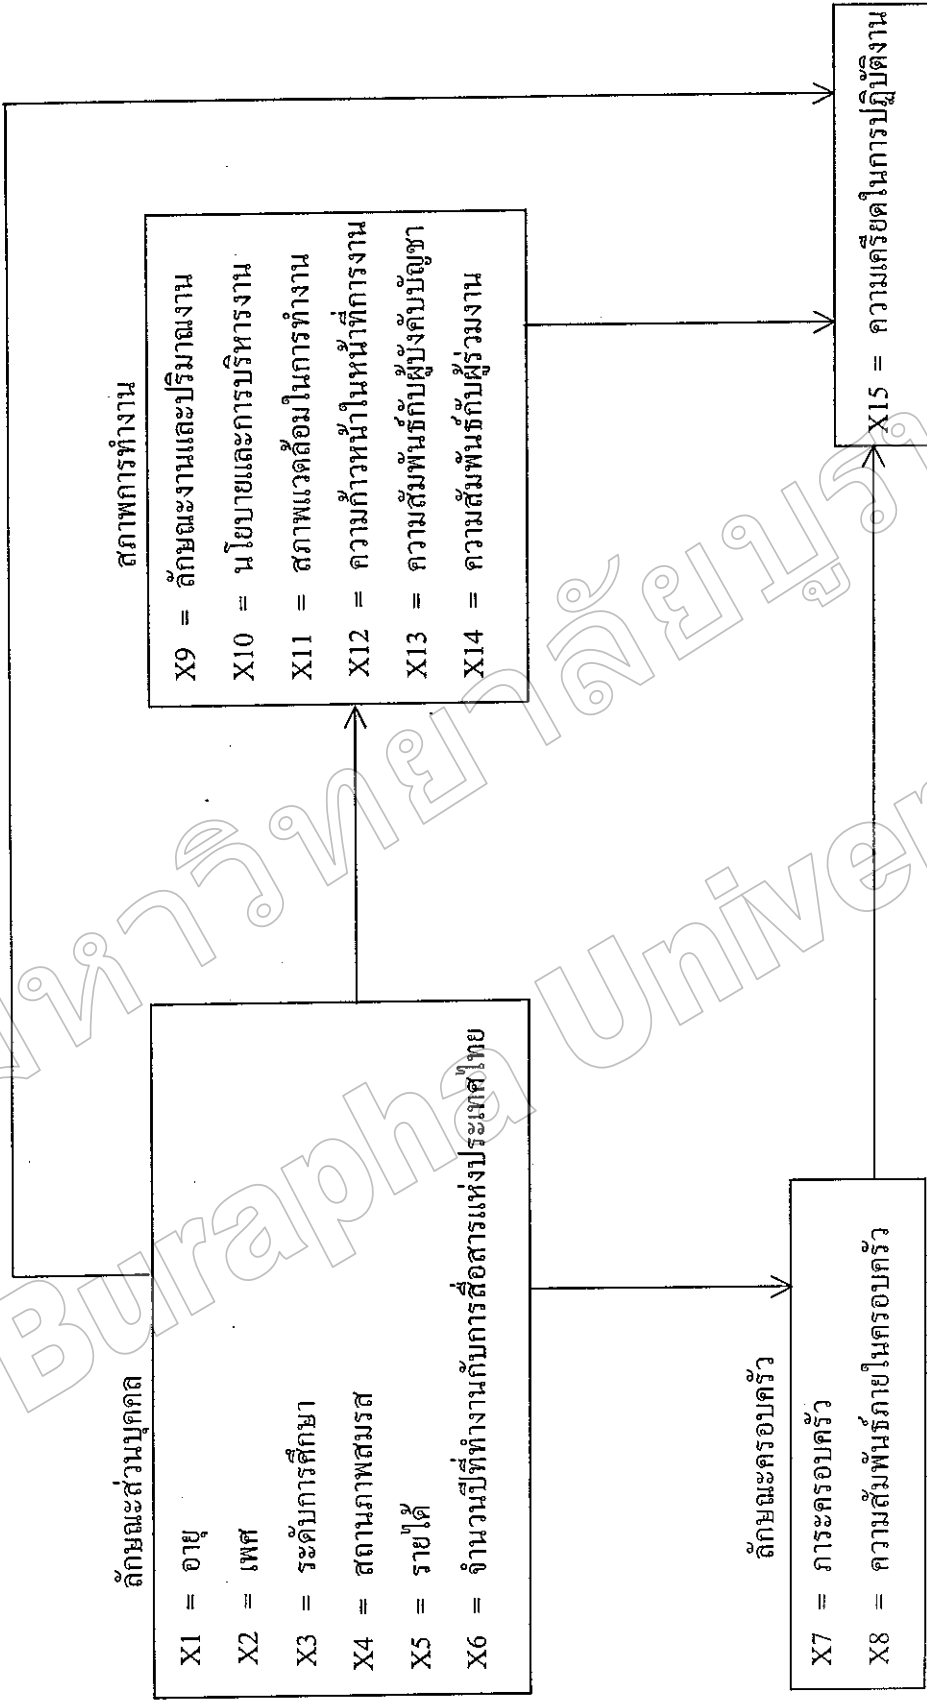 ลักษณะส่วนบุคคล
X1 = อายุ
X2 = เพศ
X3 = ระดับการศึกษา
X4 = สถานภาพสมรส
X5 = รายได้
X6 = จำนวนปีที่ทำงานกับการสื่อสารแห่งประเทศไทย
สภาพการทำงาน
X9 = ลักษณะงานและปริมาณงาน
X10 = นโยบายและการบริหารงาน
X11 = สภาพแวดล้อมในการทำงาน
X12 = ความก้าวหน้าในหน้าที่การงาน
X13 = ความสัมพันธ์กับผู้บังคับบัญชา
X14 = ความสัมพันธ์กับผู้ร่วมงาน
ลักษณะครอบครัว
X7 = ภาระครอบครัว
X8 = ความสัมพันธ์ภายในครอบครัว
X15 = ความเครียดในการปฏิบัติงาน
มหาวิทยาลัยบูรพา
Burapha Univer